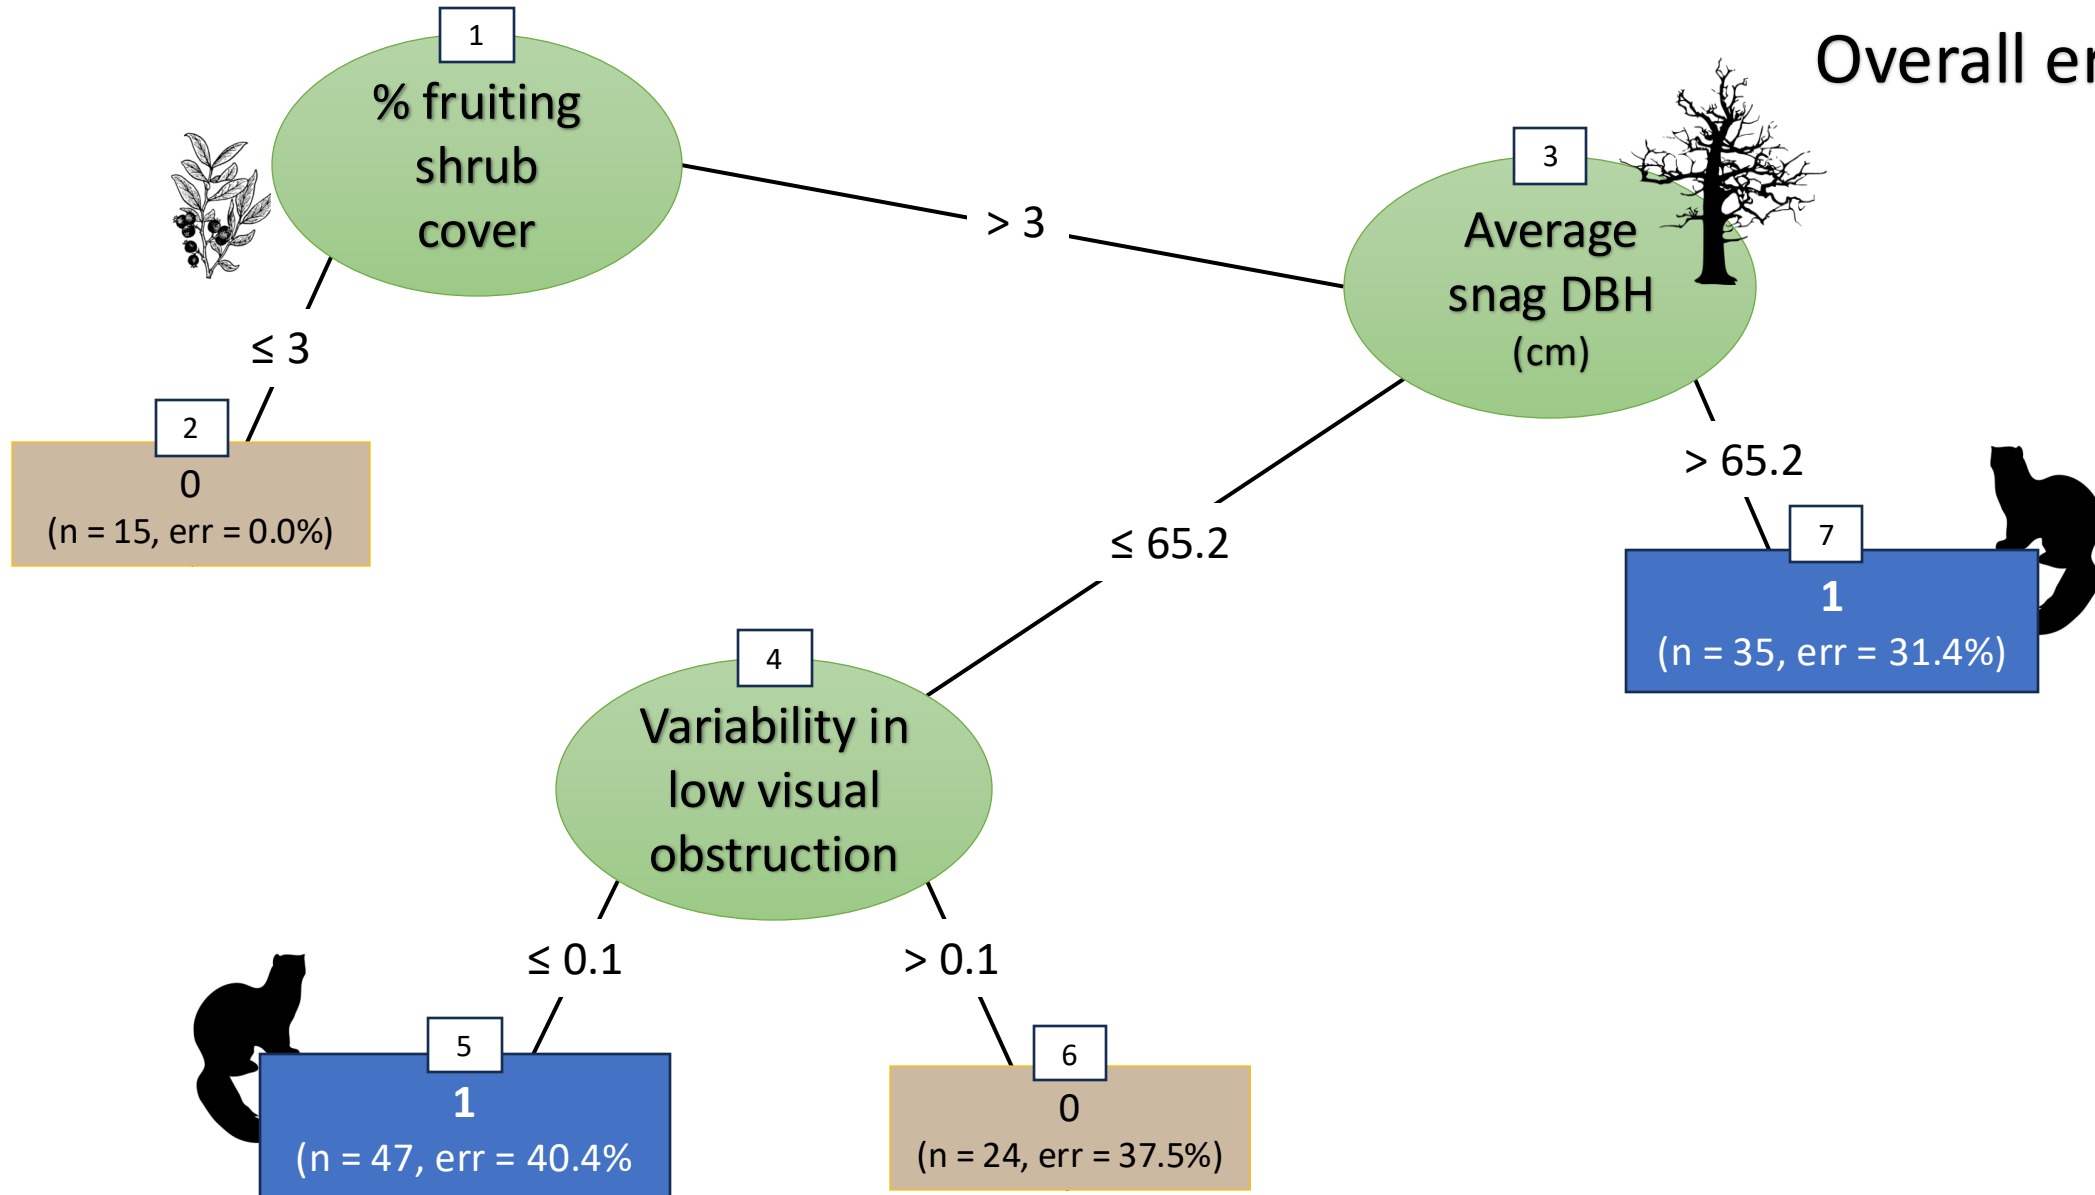 1
% fruiting
shrub
cover
Overall er
3
Average
snag DBH
(cm)
> 3
≤ 3
2
0
(n = 15, err = 0.0%)
> 65.2
≤ 65.2
7
1
(n = 35, err = 31.4%)
4
Variability in
low visual
obstruction
≤ 0.1
> 0.1
5
1
(n = 47, err = 40.4%
6
0
(n = 24, err = 37.5%)